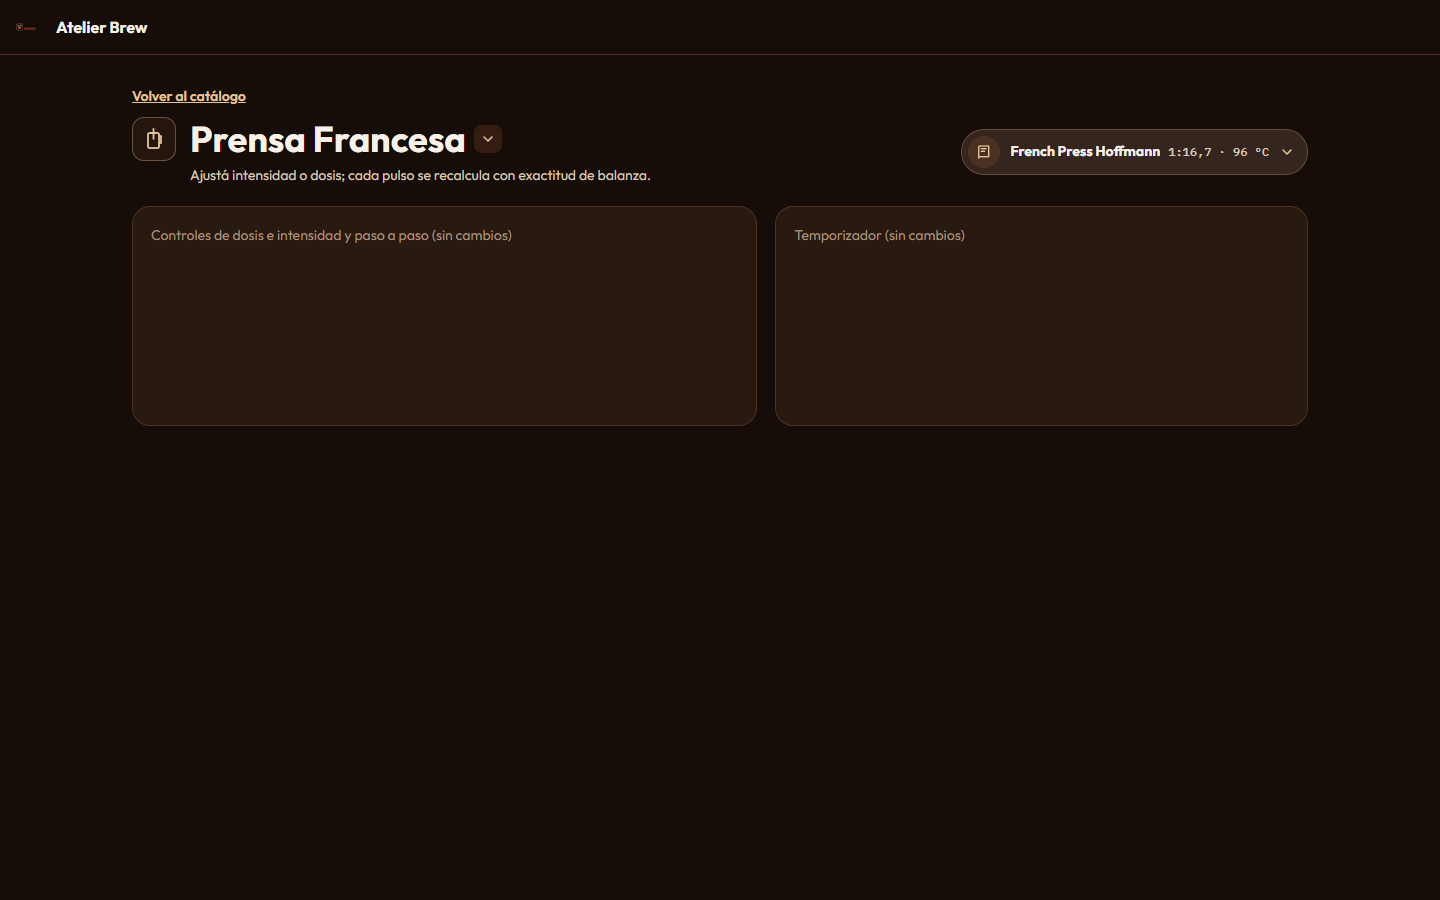 Atelier Brew
Volver al catálogo
Prensa Francesa
Ajustá intensidad o dosis; cada pulso se recalcula con exactitud de balanza.
French Press Hoffmann 1:16,7 · 96 °C
Controles de dosis e intensidad y paso a paso (sin cambios)
Temporizador (sin cambios)